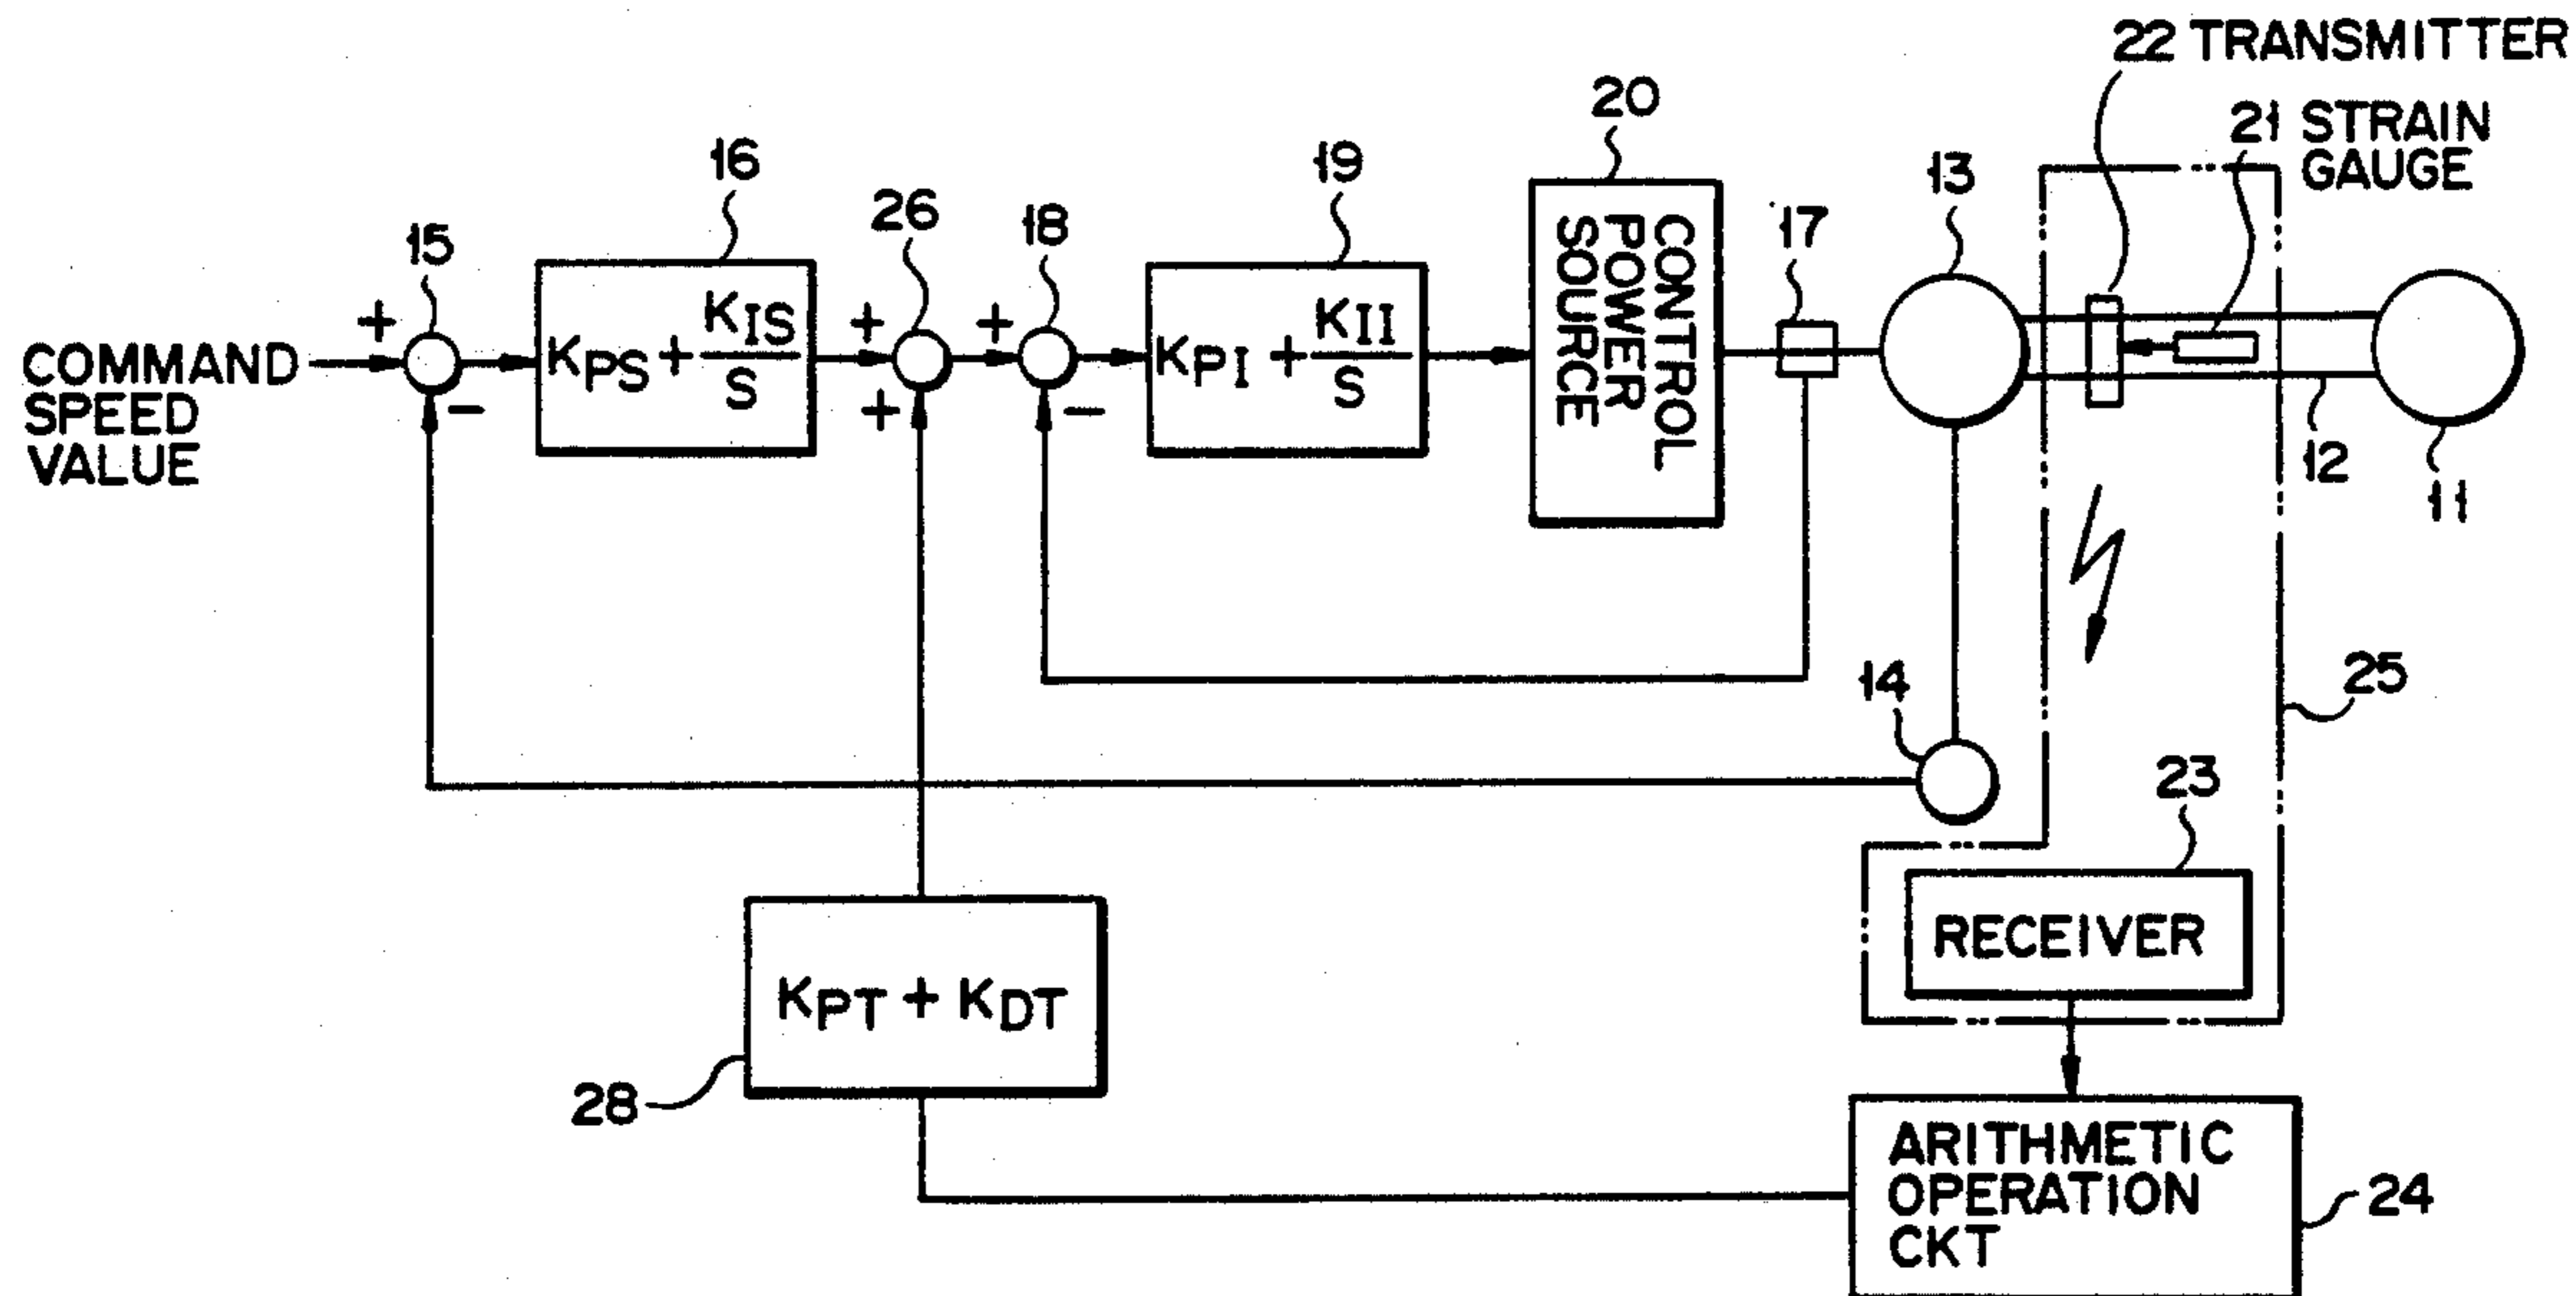 22 TRANSMITTER
21 STRAIN
GAUGE
20
16
19
13
26
15
18
17
+
+
+
COMMAND
SPEED
VALUE
KPS + KIS/S
KPI + KII/S
CONTROL
POWER
SOURCE
-
+
-
12
11
14
25
23
RECEIVER
KPT + KDT
28
ARITHMETIC
OPERATION
CKT
24